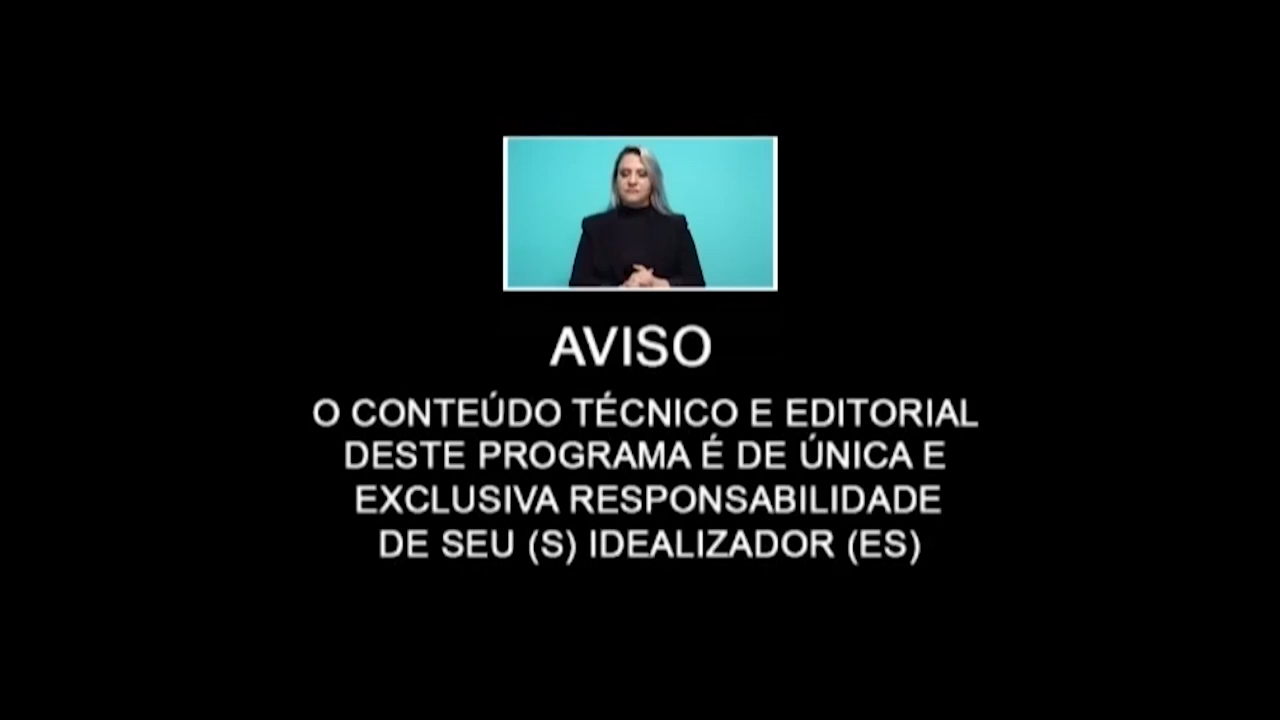 AVISO
O CONTEÚDO TÉCNICO E EDITORIAL
DESTE PROGRAMA É DE ÚNICA E
EXCLUSIVA RESPONSABILIDADE
DE SEU (S) IDEALIZADOR (ES)